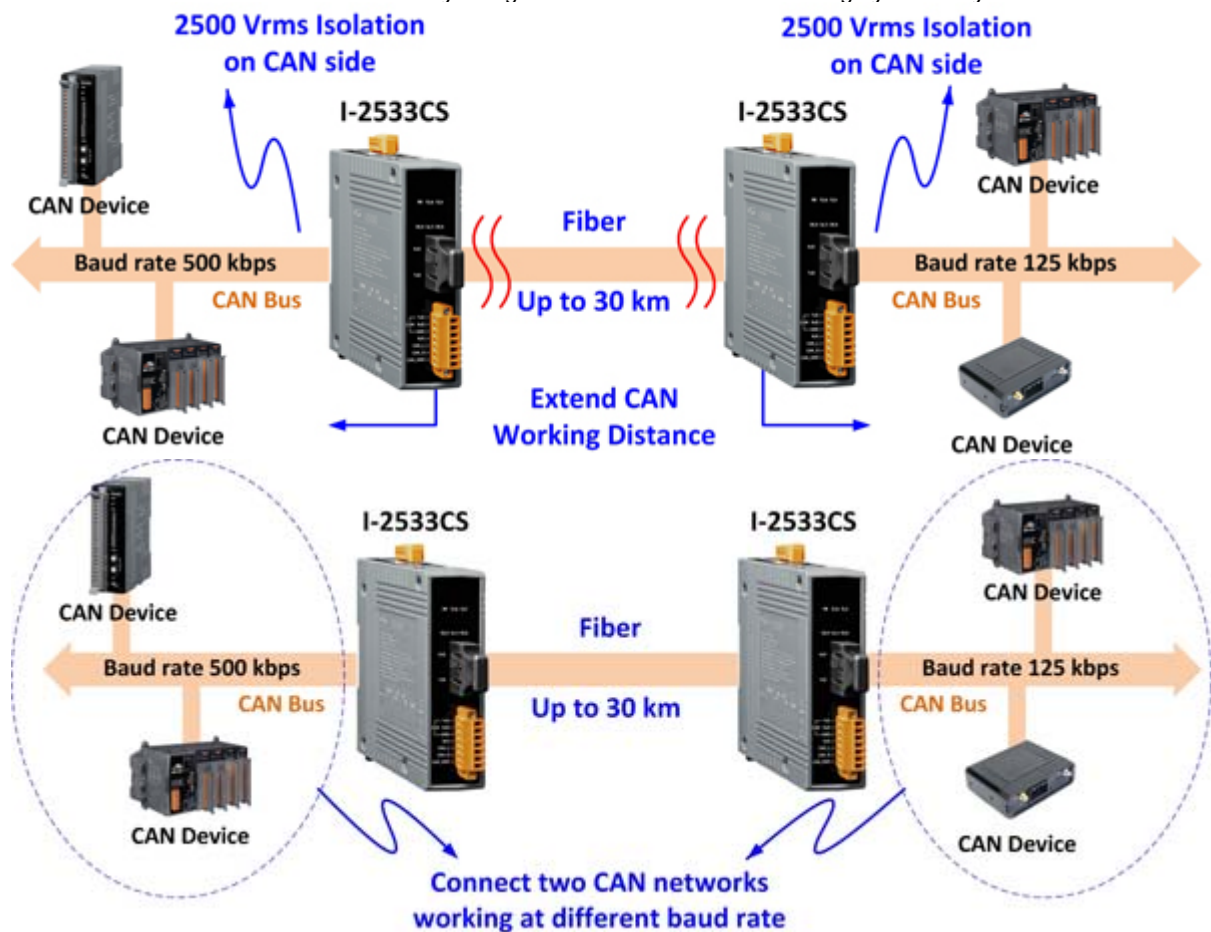 2500 Vrms Isolation
on CAN side
2500 Vrms Isolation
on CAN side
I-2533CS
I-2533CS
CAN Device
CAN Device
Fiber
Baud rate 500 kbps
Baud rate 125 kbps
CAN Bus
Up to 30 km
CAN Bus
Extend CAN
Working Distance
CAN Device
CAN Device
I-2533CS
I-2533CS
CAN Device
CAN Device
Fiber
Baud rate 500 kbps
Baud rate 125 kbps
CAN Bus
Up to 30 km
CAN Bus
CAN Device
CAN Device
Connect two CAN networks
working at different baud rate